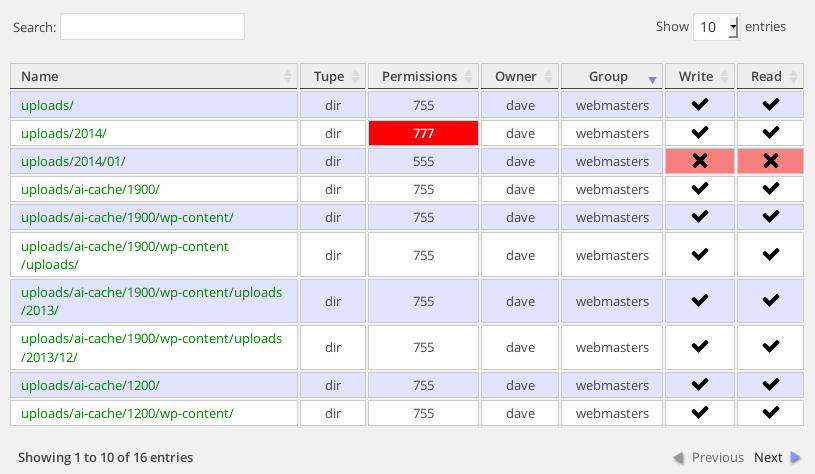 Search: Show 10 entries
Name Tupe Permissions Owner Group Write Read
uploads/ dir 755 dave webmasters
uploads/2014/ dir 777 dave webmasters
uploads/2014/01/ dir 555 dave webmasters
uploads/ai-cache/1900/ dir 755 dave webmasters
uploads/ai-cache/1900/wp-content/ dir 755 dave webmasters
uploads/ai-cache/1900/wp-content
/uploads/ dir 755 dave webmasters
uploads/ai-cache/1900/wp-content/uploads
/2013/ dir 755 dave webmasters
uploads/ai-cache/1900/wp-content/uploads
/2013/12/ dir 755 dave webmasters
uploads/ai-cache/1200/ dir 755 dave webmasters
uploads/ai-cache/1200/wp-content/ dir 755 dave webmasters
Showing 1 to 10 of 16 entries Previous Next